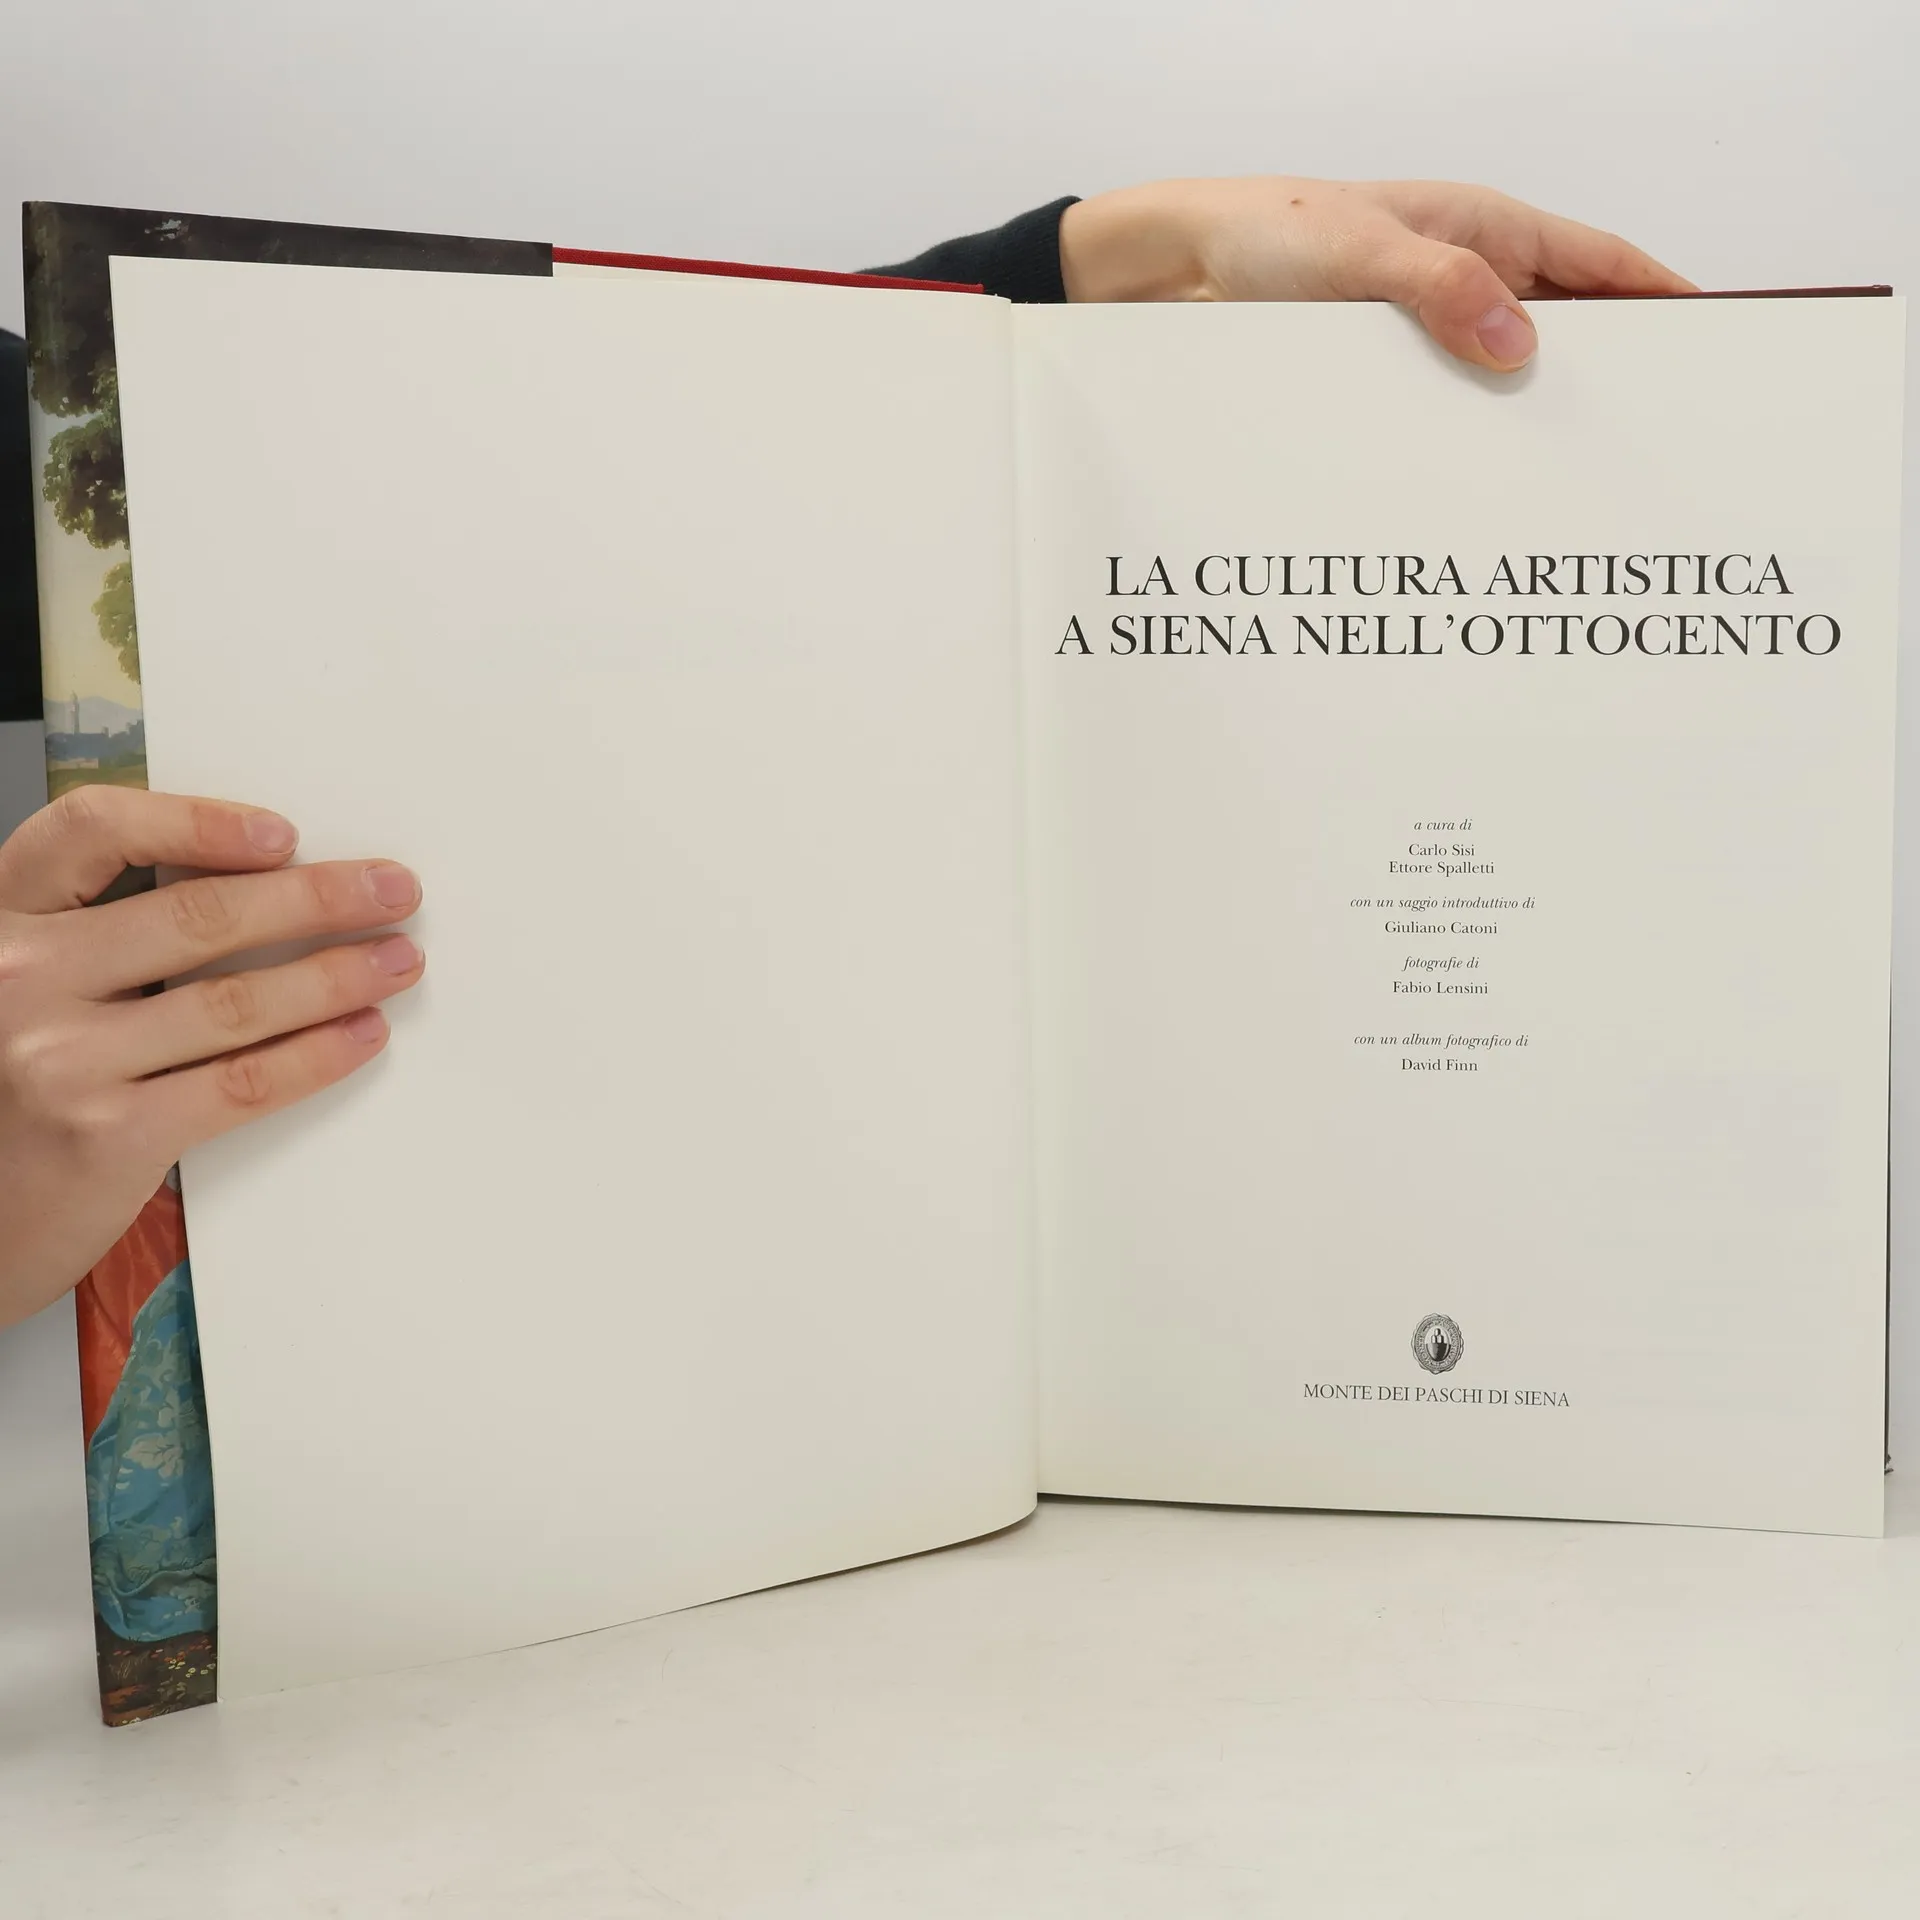 LA CULTURA ARTISTICA
A SIENA NELL’OTTOCENTO
a cura di
Carlo Sisi
Ettore Spalletti
con un saggio introduttivo di
Giuliano Catoni
fotografie di
Fabio Lensini
con un album fotografico di
David Finn
MONTE DEI PASCHI DI SIENA